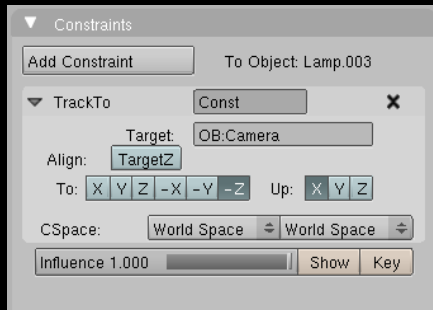 Constraints
Add Constraint To Object: Lamp.003
TrackTo Const
Target: OB:Camera
Align: TargetZ
To: X Y Z -X -Y -Z Up: X Y Z
CSpace: World Space World Space
Influence 1.000 Show Key